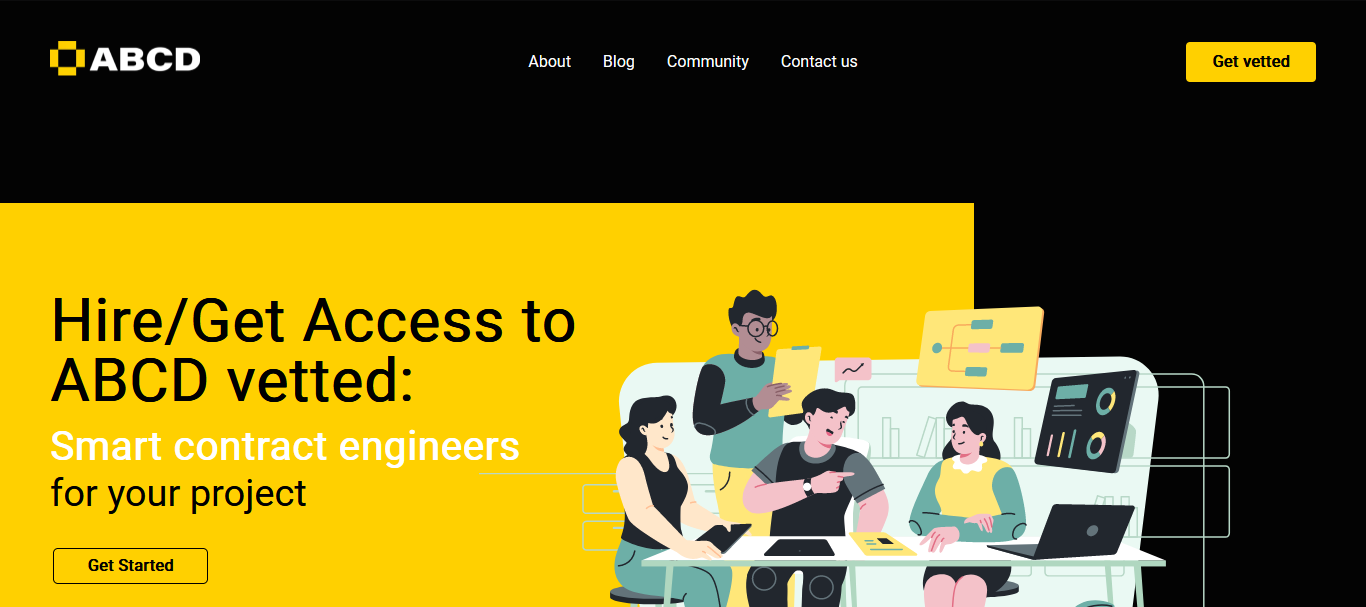 ABCD
About
Blog
Community
Contact us
Get vetted
Hire/Get Access to
ABCD vetted:
Smart contract engineers
for your project
Get Started